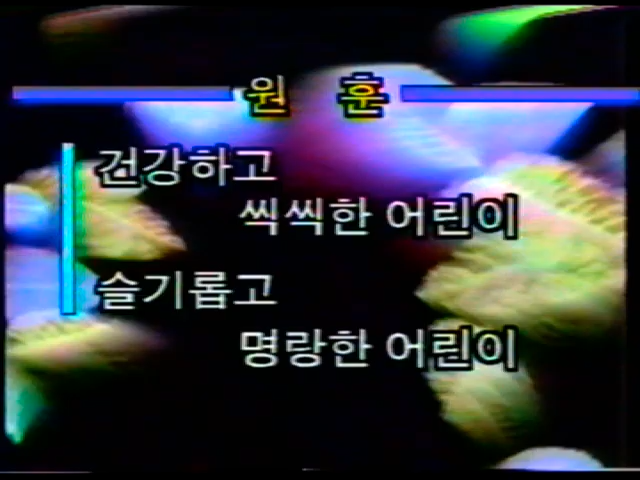 원 훈
건강하고
씩씩한 어린이
슬기롭고
명랑한 어린이